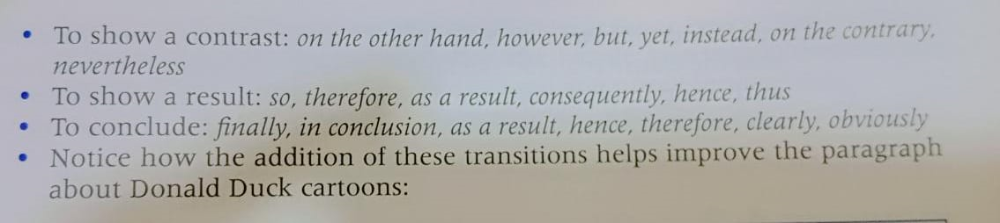 • To show a contrast: on the other hand, however, but, yet, instead, on the contrary,
nevertheless
• To show a result: so, therefore, as a result, consequently, hence, thus
• To conclude: finally, in conclusion, as a result, hence, therefore, clearly, obviously
• Notice how the addition of these transitions helps improve the paragraph
about Donald Duck cartoons: